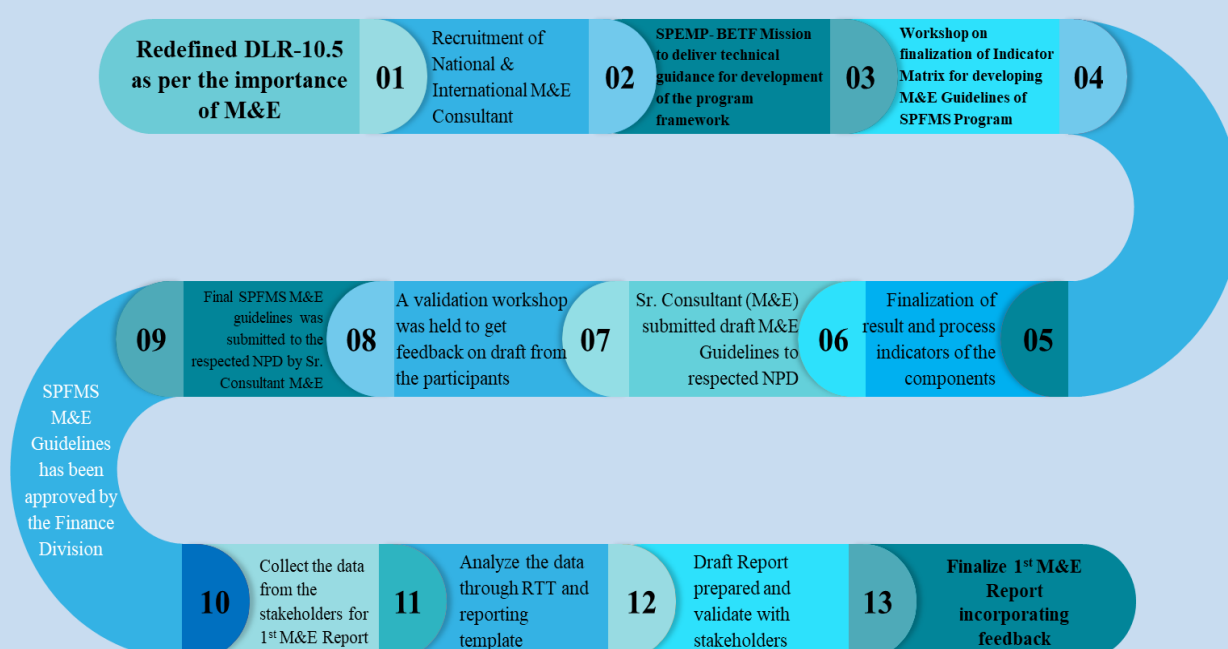 Redefined DLR-10.5
as per the importance
of M&E
01
Recruitment of
National &
International M&E
Consultant
02
SPEMP- BETF Mission
to deliver technical
guidance for development
of the program
framework
03
Workshop on
finalization of Indicator
Matrix for developing
M&E Guidelines of
SPFMS Program
04
05
Finalization of
result and process
indicators of the
components
06
Sr. Consultant (M&E)
submitted draft M&E
Guidelines to
respected NPD
07
A validation workshop
was held to get
feedback on draft from
the participants
08
Final SPFMS M&E
guidelines was
submitted to the
respected NPD by Sr.
Consultant M&E
09
SPFMS
M&E
Guidelines
has been
approved by
the Finance
Division
10
Collect the data
from the
stakeholders for
1st M&E Report
11
Analyze the data
through RTT and
reporting
template
12
Draft Report
prepared and
validate with
stakeholders
13
Finalize 1st M&E
Report
incorporating
feedback